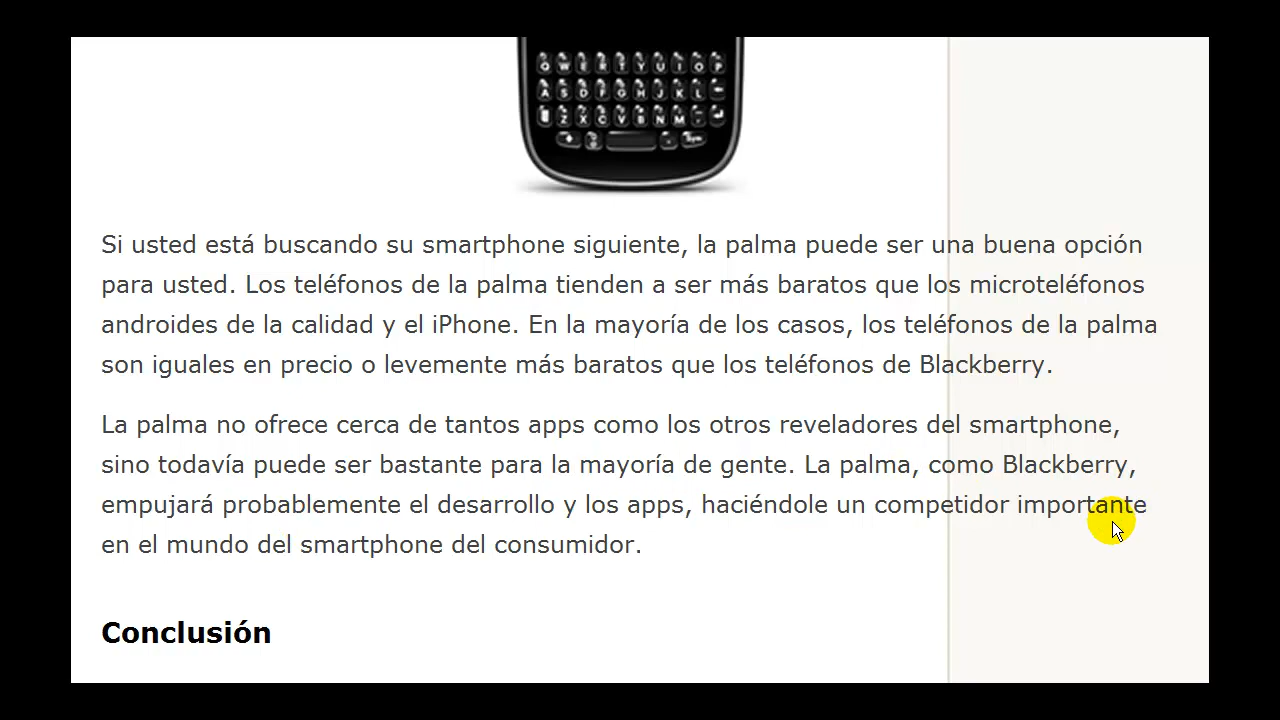 Q W E R T Y U I O P
A S D F G H J K L
Z X C V B N M
Sym
Si usted está buscando su smartphone siguiente, la palma puede ser una buena opción
para usted. Los teléfonos de la palma tienden a ser más baratos que los microteléfonos
androides de la calidad y el iPhone. En la mayoría de los casos, los teléfonos de la palma
son iguales en precio o levemente más baratos que los teléfonos de Blackberry.
La palma no ofrece cerca de tantos apps como los otros reveladores del smartphone,
sino todavía puede ser bastante para la mayoría de gente. La palma, como Blackberry,
empujará probablemente el desarrollo y los apps, haciéndole un competidor importante
en el mundo del smartphone del consumidor.
Conclusión